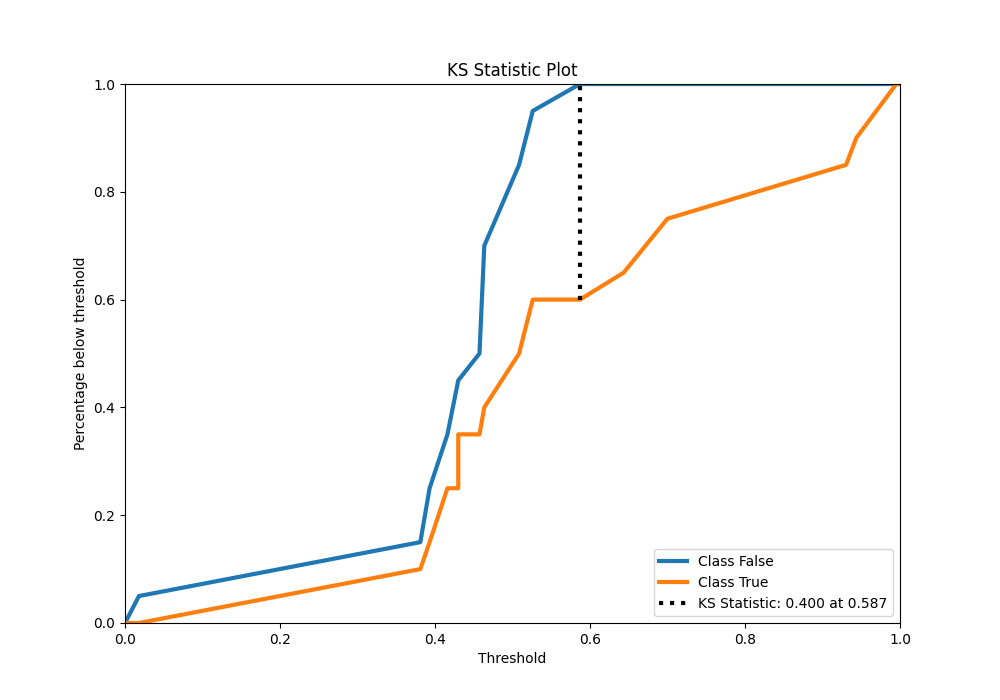 KS Statistic Plot
1.0
0.8
0.6
0.4
0.2
0.0
Percentage below threshold
0.0 0.2 0.4 0.6 0.8 1.0
Threshold
Class False
Class True
KS Statistic: 0.400 at 0.587